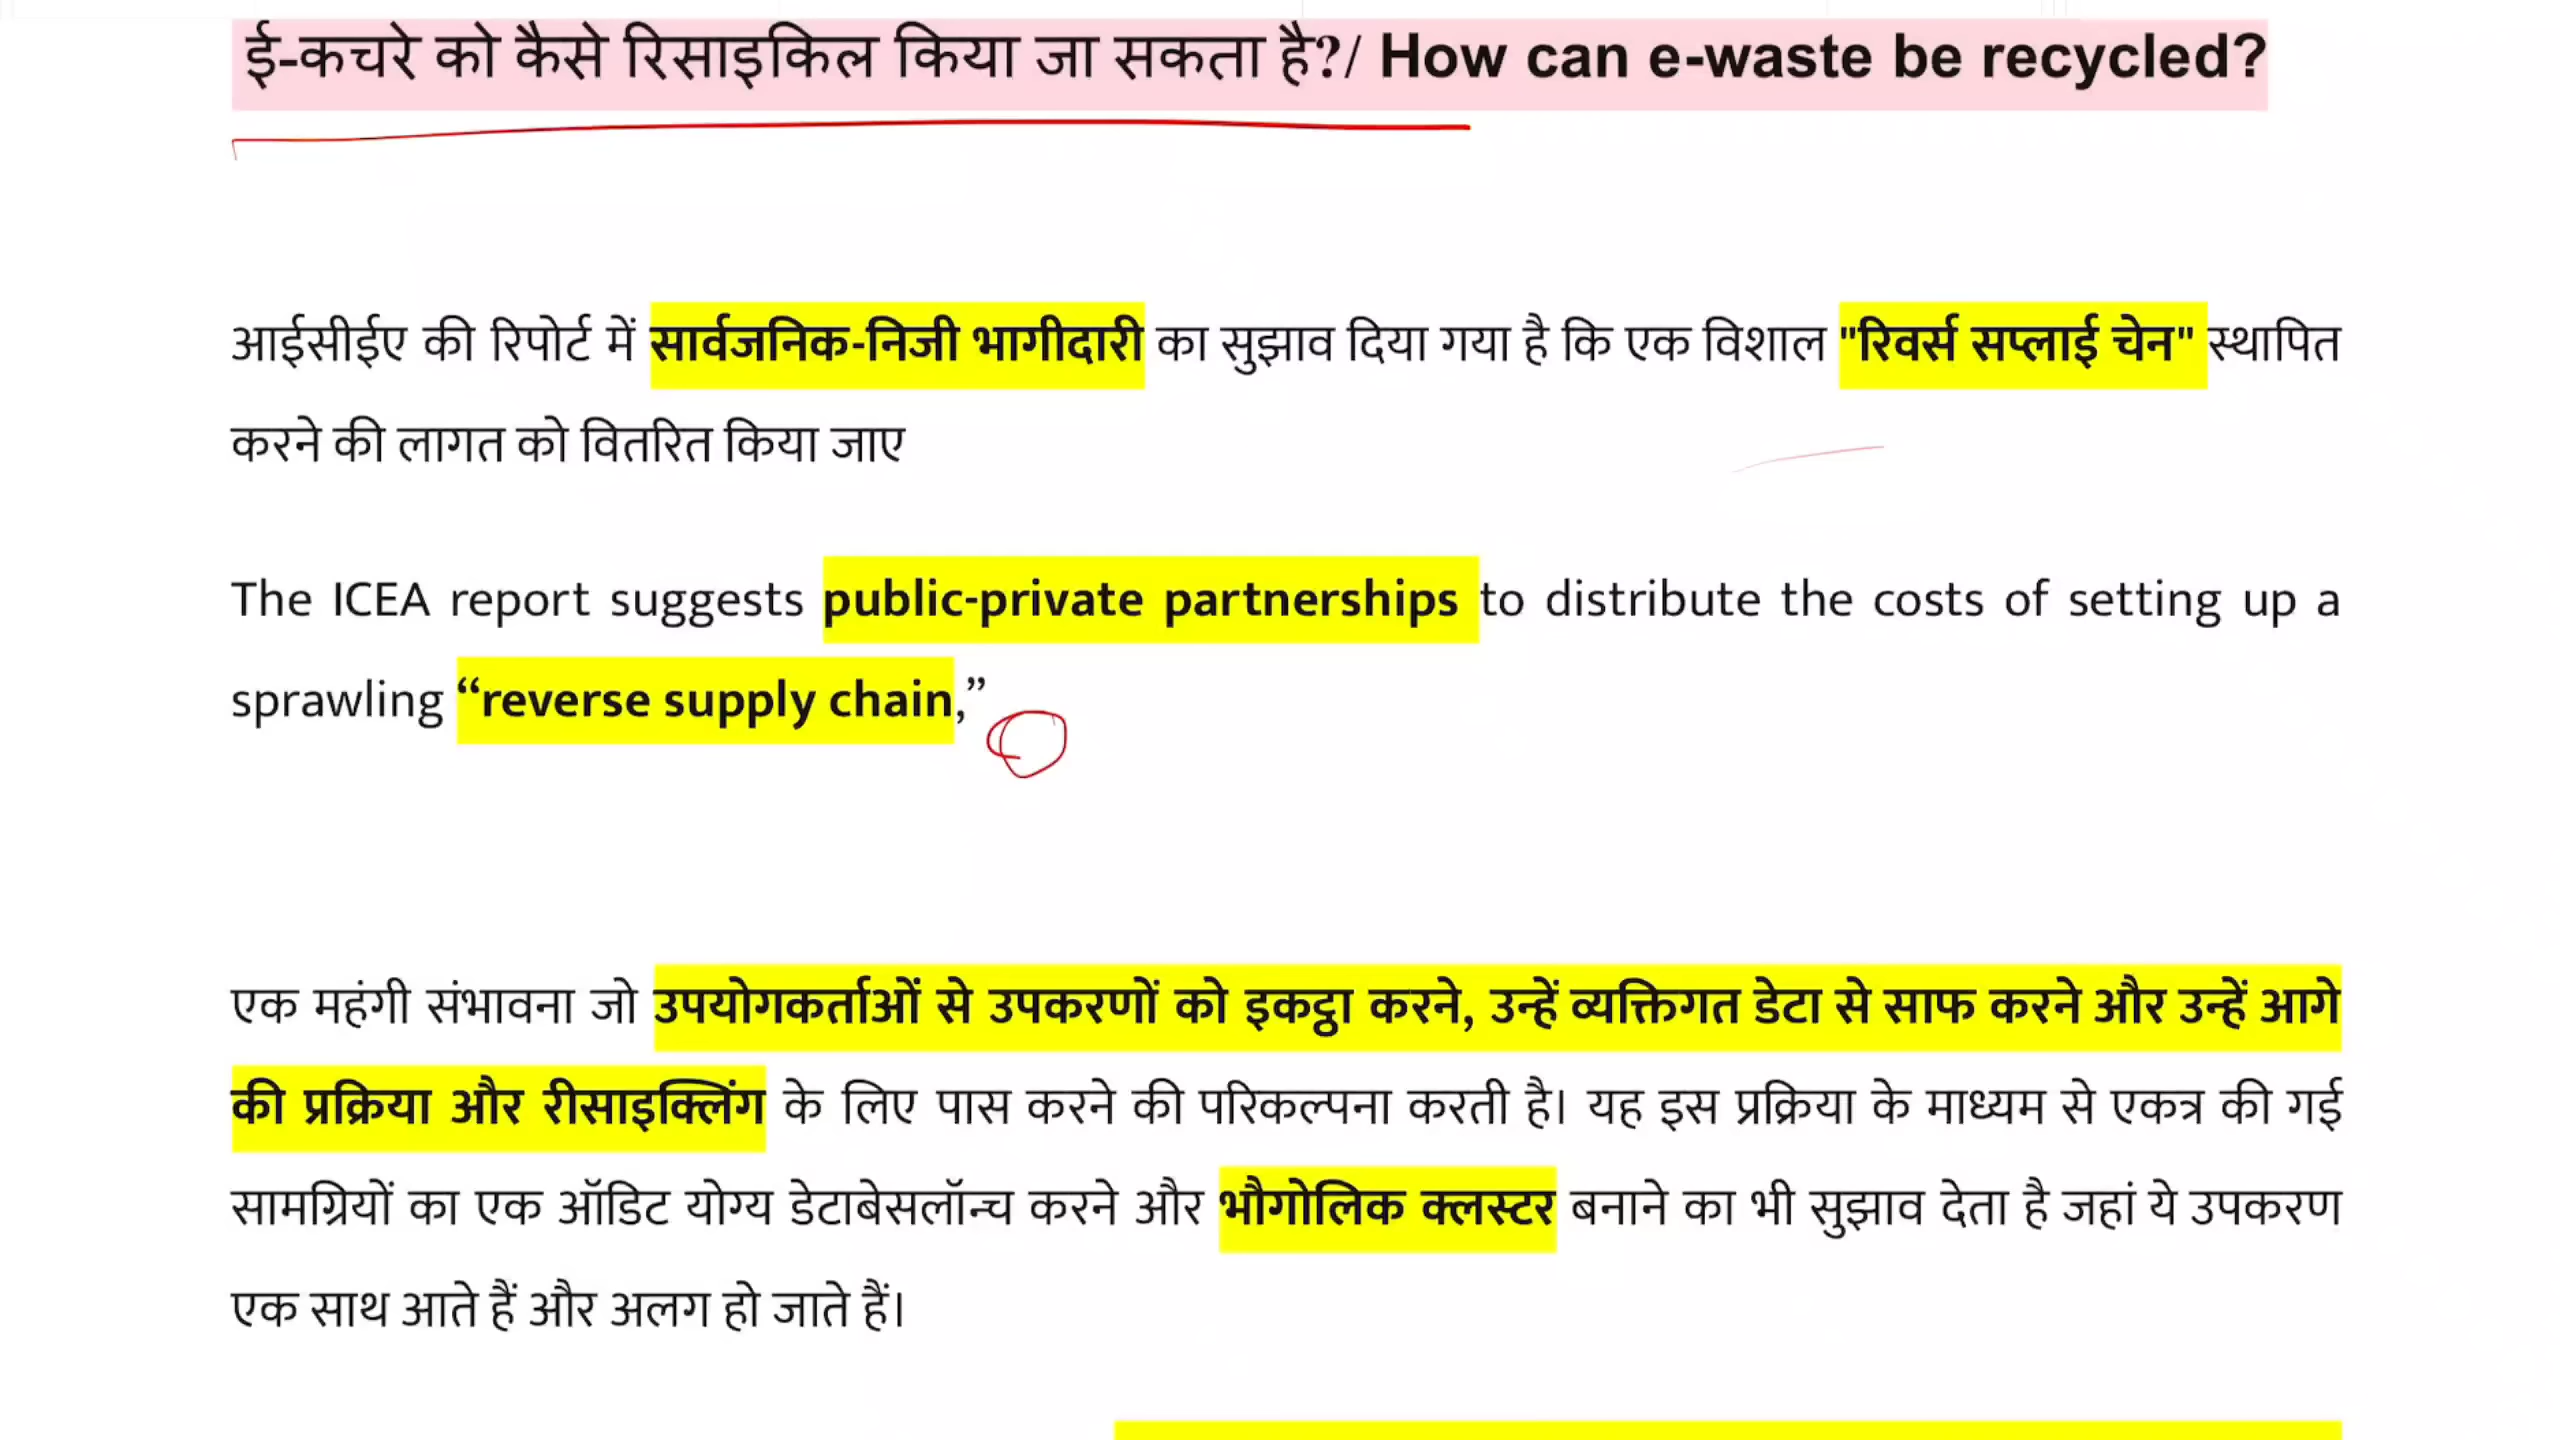 ई-कचरे को कैसे रिसाइकिल किया जा सकता है?/ How can e-waste be recycled?
आईसीईए की रिपोर्ट में सार्वजनिक-निजी भागीदारी का सुझाव दिया गया है कि एक विशाल "रिवर्स सप्लाई चेन" स्थापित
करने की लागत को वितरित किया जाए
The ICEA report suggests public-private partnerships to distribute the costs of setting up a
sprawling “reverse supply chain,”
एक महंगी संभावना जो उपयोगकर्ताओं से उपकरणों को इकट्ठा करने, उन्हें व्यक्तिगत डेटा से साफ करने और उन्हें आगे
की प्रक्रिया और रीसाइक्लिंग के लिए पास करने की परिकल्पना करती है। यह इस प्रक्रिया के माध्यम से एकत्र की गई
सामग्रियों का एक ऑडिट योग्य डेटाबेसलॉन्च करने और भौगोलिक क्लस्टर बनाने का भी सुझाव देता है जहां ये उपकरण
एक साथ आते हैं और अलग हो जाते हैं।